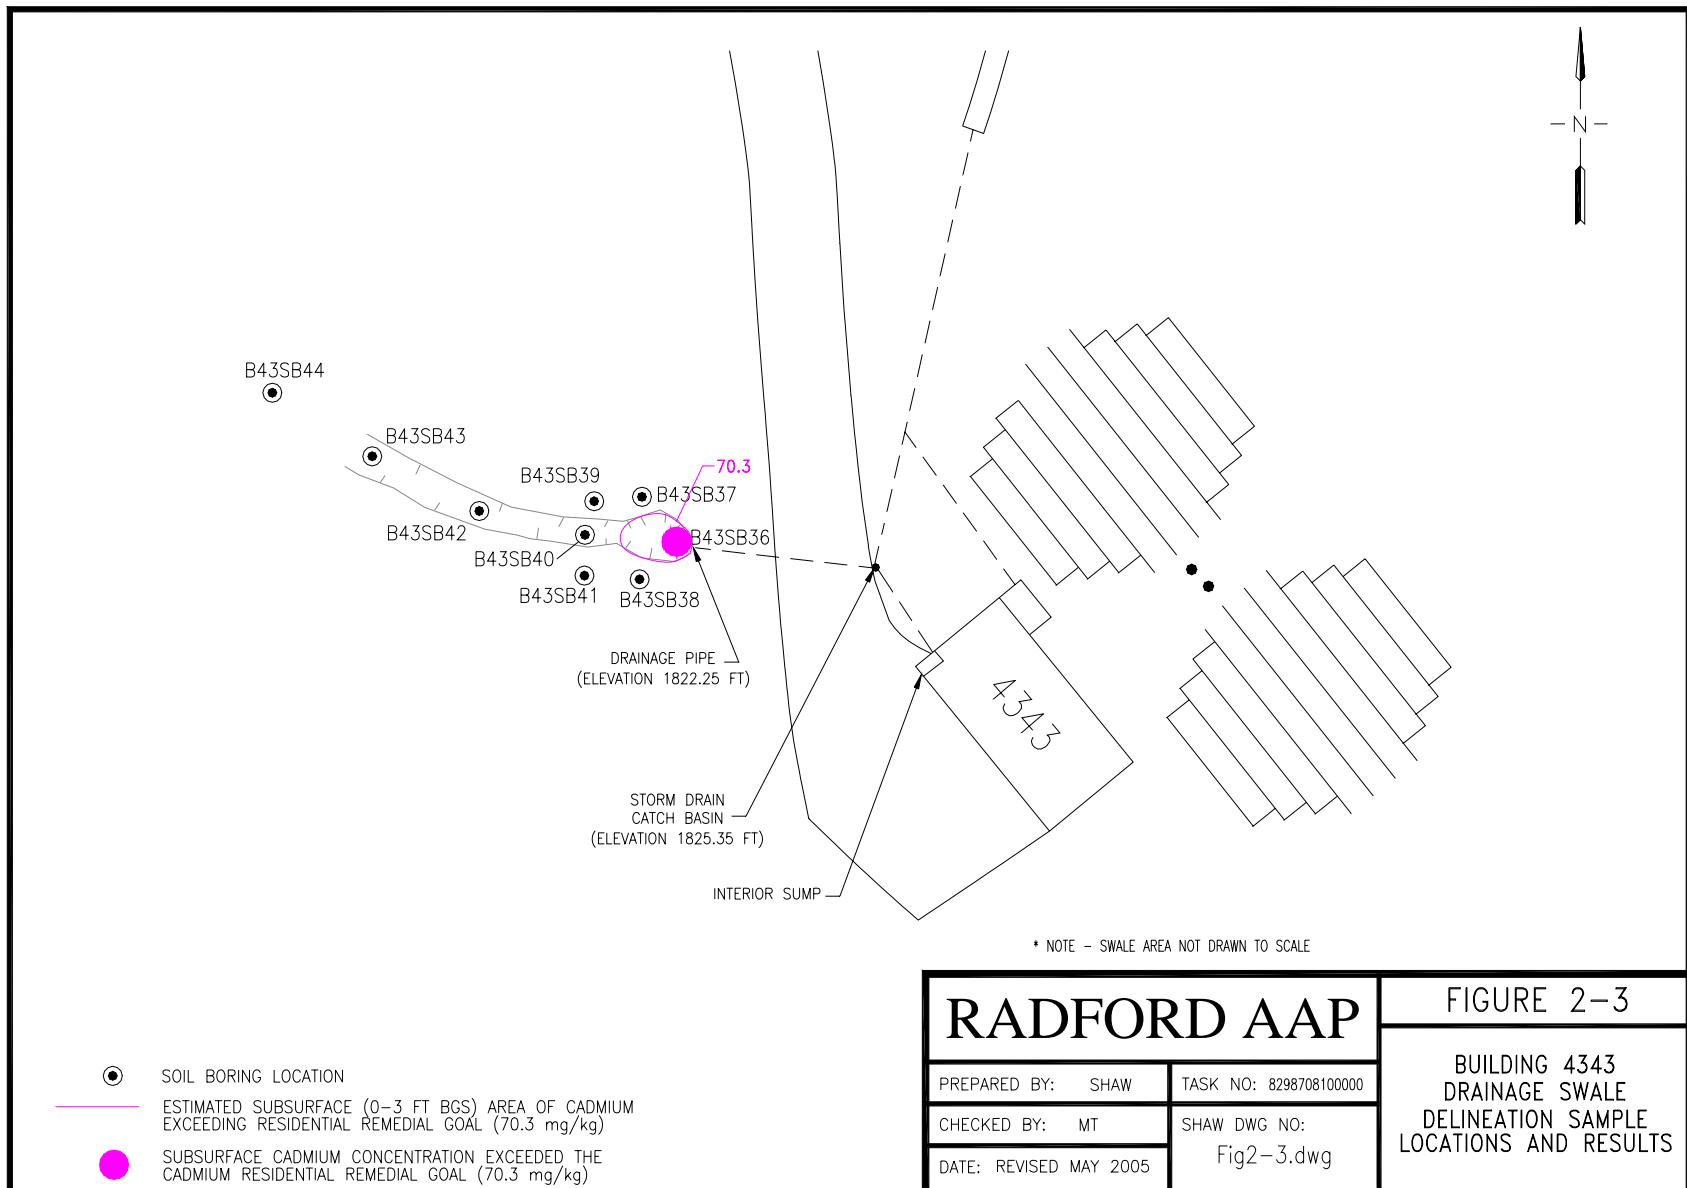 N
B43SB44
B43SB43
B43SB39
70.3
B43SB37
B43SB42
B43SB36
B43SB40
B43SB41
B43SB38
DRAINAGE PIPE
(ELEVATION 1822.25 FT)
4343
STORM DRAIN
CATCH BASIN
(ELEVATION 1825.35 FT)
INTERIOR SUMP
* NOTE - SWALE AREA NOT DRAWN TO SCALE
SOIL BORING LOCATION
ESTIMATED SUBSURFACE (0-3 FT BGS) AREA OF CADMIUM
EXCEEDING RESIDENTIAL REMEDIAL GOAL (70.3 mg/kg)
SUBSURFACE CADMIUM CONCENTRATION EXCEEDED THE
CADMIUM RESIDENTIAL REMEDIAL GOAL (70.3 mg/kg)
RADFORD AAP
PREPARED BY: SHAW
TASK NO: 8298708100000
CHECKED BY: MT
SHAW DWG NO:
Fig2-3.dwg
DATE: REVISED MAY 2005
FIGURE 2-3
BUILDING 4343
DRAINAGE SWALE
DELINEATION SAMPLE
LOCATIONS AND RESULTS